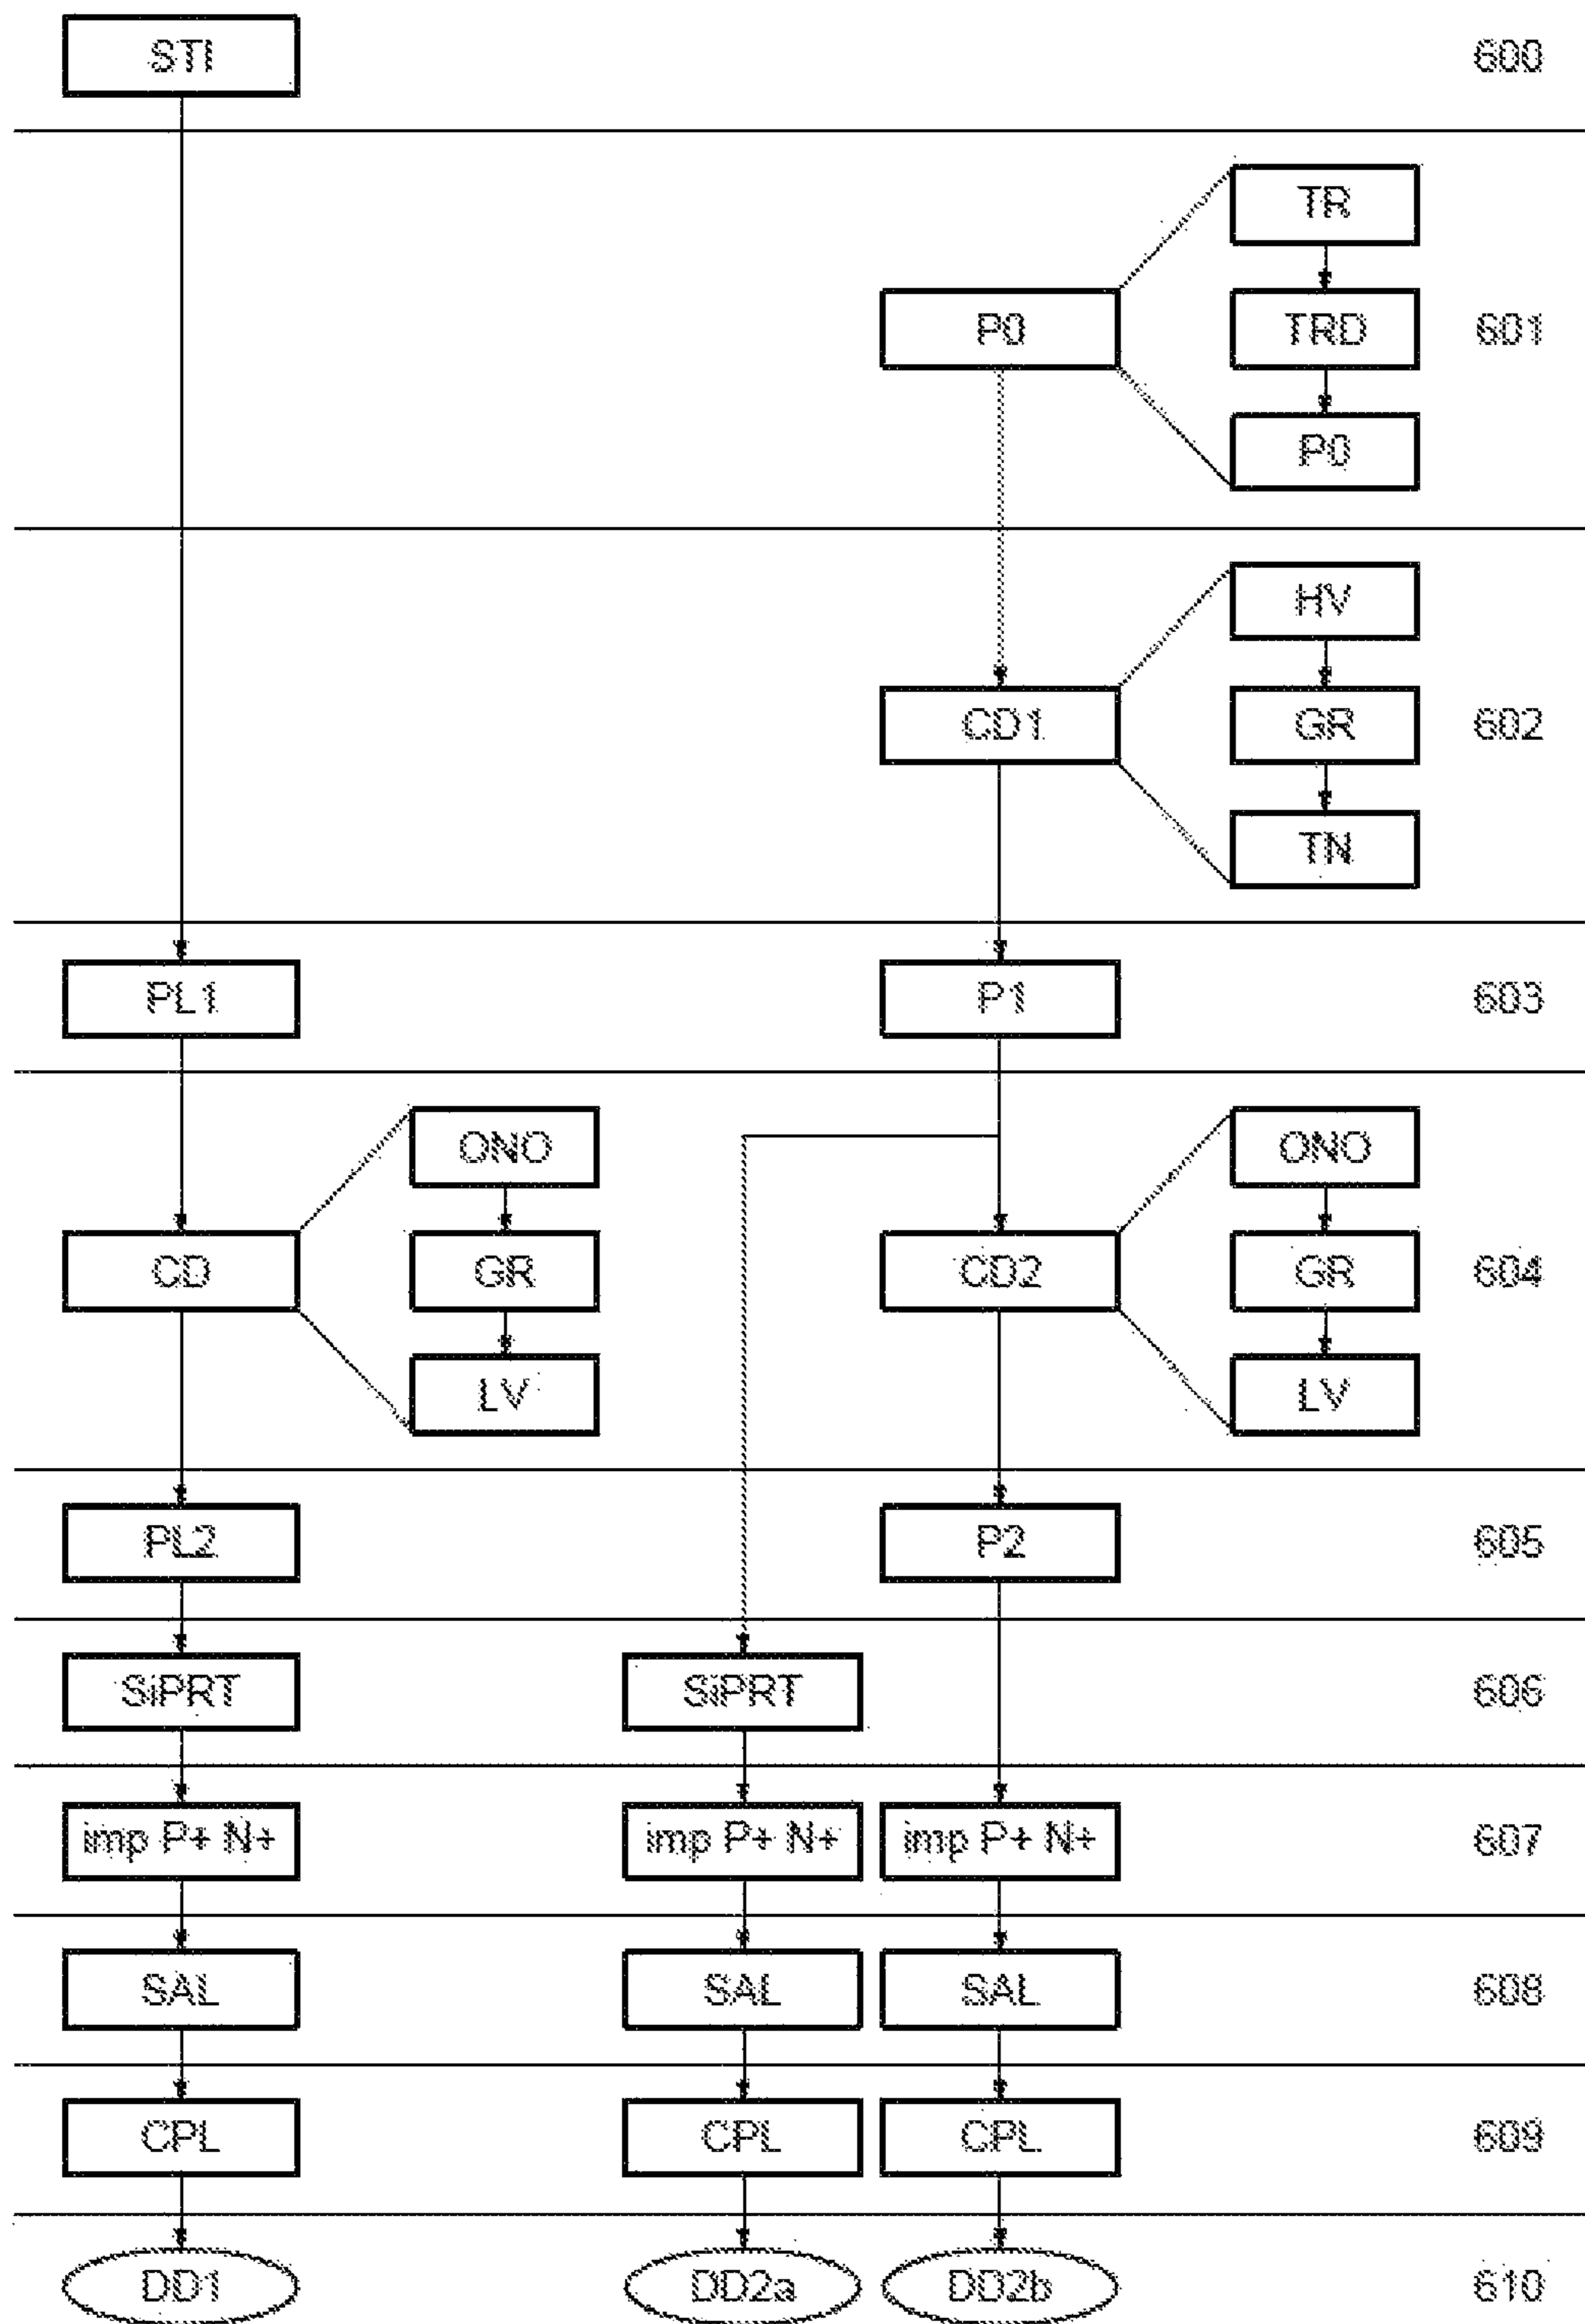 STI 600
TR
P0 TRD 601
P0
HV
CD1 GR 602
TN
PL1 P1 603
ONO ONO
CD GR CD2 GR 604
LV LV
PL2 P2 605
SiPRT SiPRT 606
imp P+ N+ imp P+ N+ imp P+ N+ 607
SAL SAL SAL 608
CPL CPL CPL 609
DD1 DD2a DD2b 610